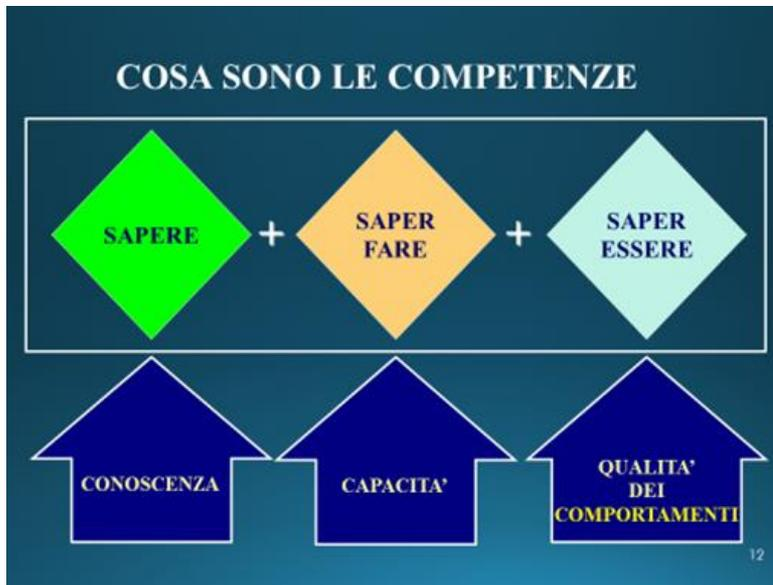 COSA SONO LE COMPETENZE
SAPERE
+
SAPER
FARE
+
SAPER
ESSERE
CONOSCENZA
CAPACITA’
QUALITA’
DEI
COMPORTAMENTI
12